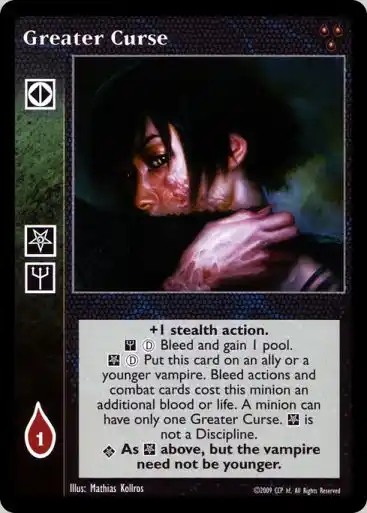 Greater Curse
+1 stealth action.
D Bleed and gain 1 pool.
D Put this card on an ally or a
younger vampire. Bleed actions and
combat cards cost this minion an
additional blood or life. A minion can
have only one Greater Curse. is
not a Discipline.
As above, but the vampire
need not be younger.
1
Illus: Mathias Kollros ©2009 CCP hf. All Rights Reserved